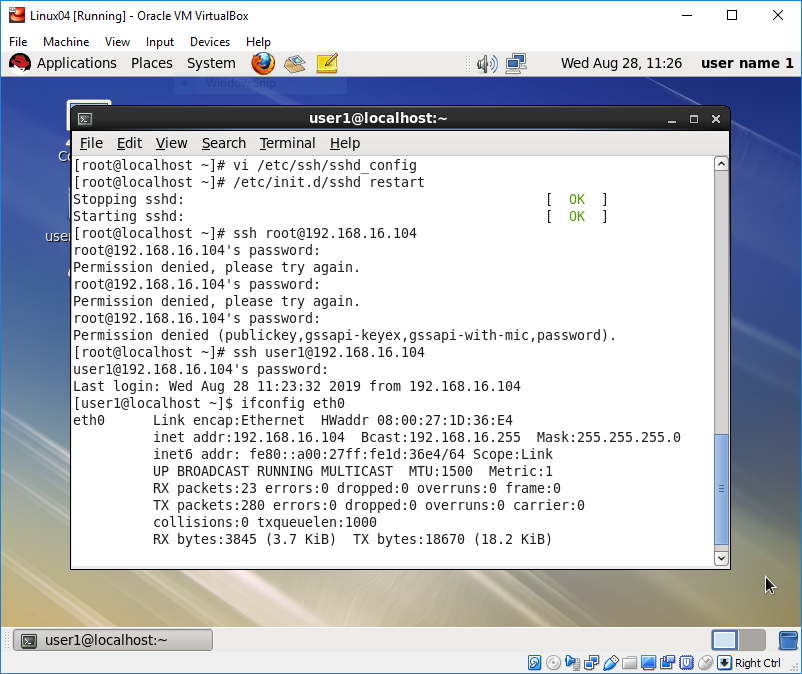 Linux04 [Running] - Oracle VM VirtualBox
File Machine View Input Devices Help
Applications Places System Wed Aug 28, 11:26 user name 1
Window Snip
user1@localhost:~
File Edit View Search Terminal Help
[root@localhost ~]# vi /etc/ssh/sshd_config
[root@localhost ~]# /etc/init.d/sshd restart
Stopping sshd: [ OK ]
Starting sshd: [ OK ]
[root@localhost ~]# ssh root@192.168.16.104
root@192.168.16.104's password:
Permission denied, please try again.
root@192.168.16.104's password:
Permission denied, please try again.
root@192.168.16.104's password:
Permission denied (publickey,gssapi-keyex,gssapi-with-mic,password).
[root@localhost ~]# ssh user1@192.168.16.104
user1@192.168.16.104's password:
Last login: Wed Aug 28 11:23:32 2019 from 192.168.16.104
[user1@localhost ~]$ ifconfig eth0
eth0 Link encap:Ethernet HWaddr 08:00:27:1D:36:E4
inet addr:192.168.16.104 Bcast:192.168.16.255 Mask:255.255.255.0
inet6 addr: fe80::a00:27ff:fe1d:36e4/64 Scope:Link
UP BROADCAST RUNNING MULTICAST MTU:1500 Metric:1
RX packets:23 errors:0 dropped:0 overruns:0 frame:0
TX packets:280 errors:0 dropped:0 overruns:0 carrier:0
collisions:0 txqueuelen:1000
RX bytes:3845 (3.7 KiB) TX bytes:18670 (18.2 KiB)
user1@localhost:~
Right Ctrl